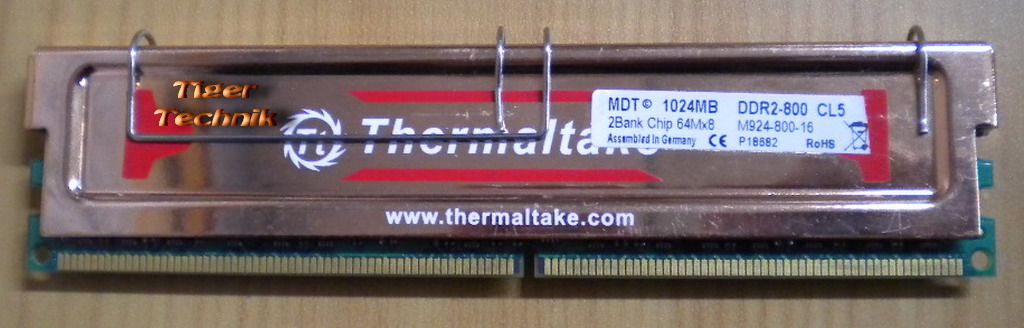 Tiger
Technik
Tt Thermaltake
MDT © 1024MB DDR2-800 CL5
2Bank Chip 64Mx8 M924-800-16
Assembled in Germany CE P18682 RoHS
www.thermaltake.com